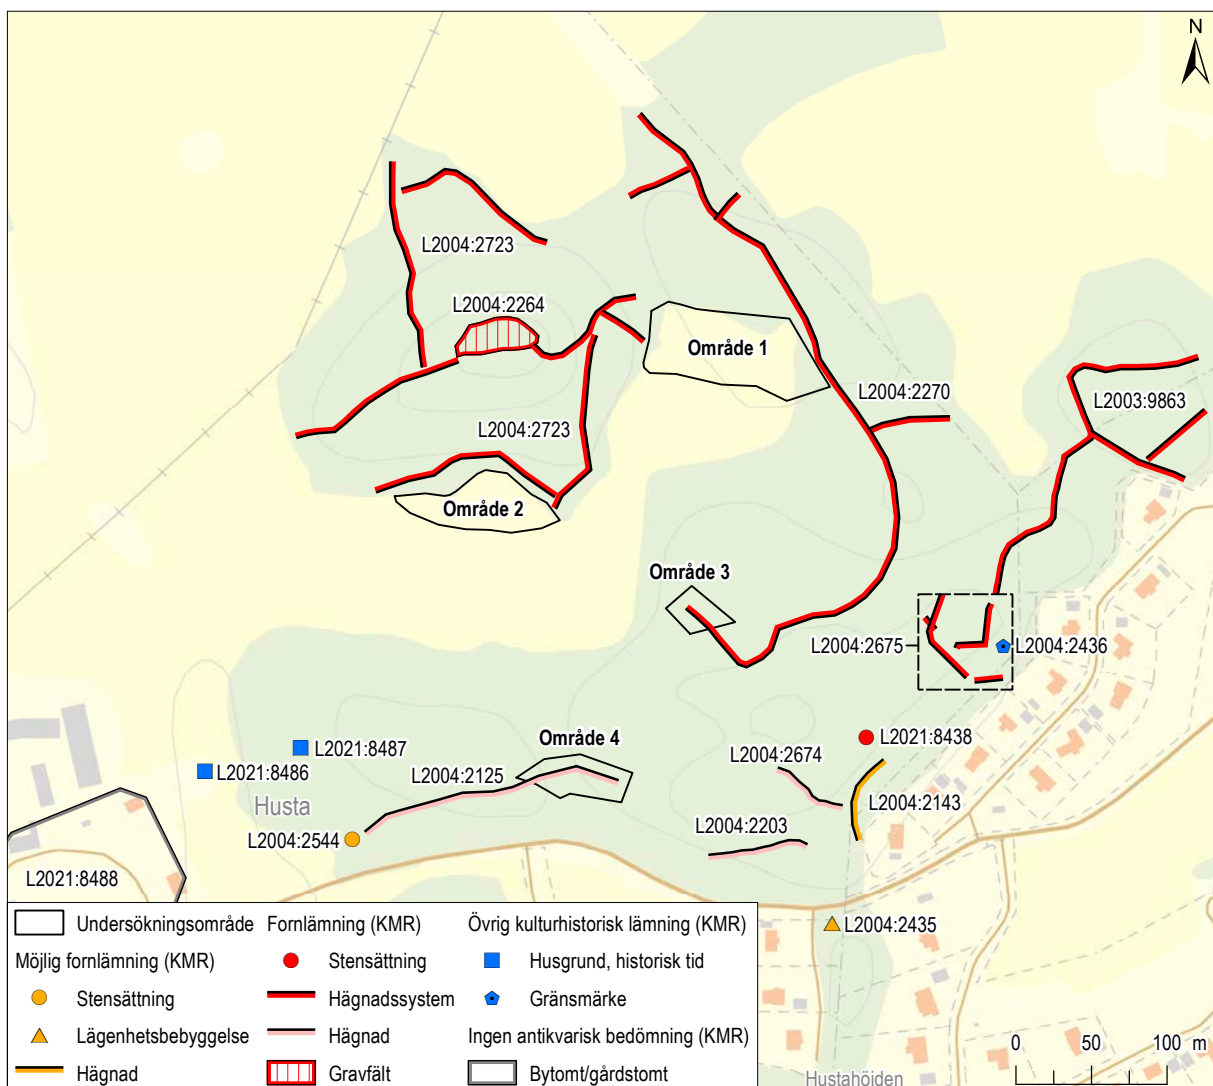 N
L2004:2723
L2004:2264
Område 1
L2004:2270
L2003:9863
L2004:2723
Område 2
Område 3
L2004:2675
L2004:2436
Område 4
L2021:8438
L2021:8487
L2004:2674
L2021:8486
L2004:2125
Husta
L2004:2143
L2004:2203
L2004:2544
L2021:8488
L2004:2435
Undersökningsområde
Möjlig fornlämning (KMR)
Stensättning
Lägenhetsbebyggelse
Hägnad
Fornlämning (KMR)
Stensättning
Hägnadssystem
Hägnad
Gravfält
Övrig kulturhistorisk lämning (KMR)
Husgrund, historisk tid
Gränsmärke
Ingen antikvarisk bedömning (KMR)
Bytomt/gårdstomt
0 50 100 m
Hustahöjden